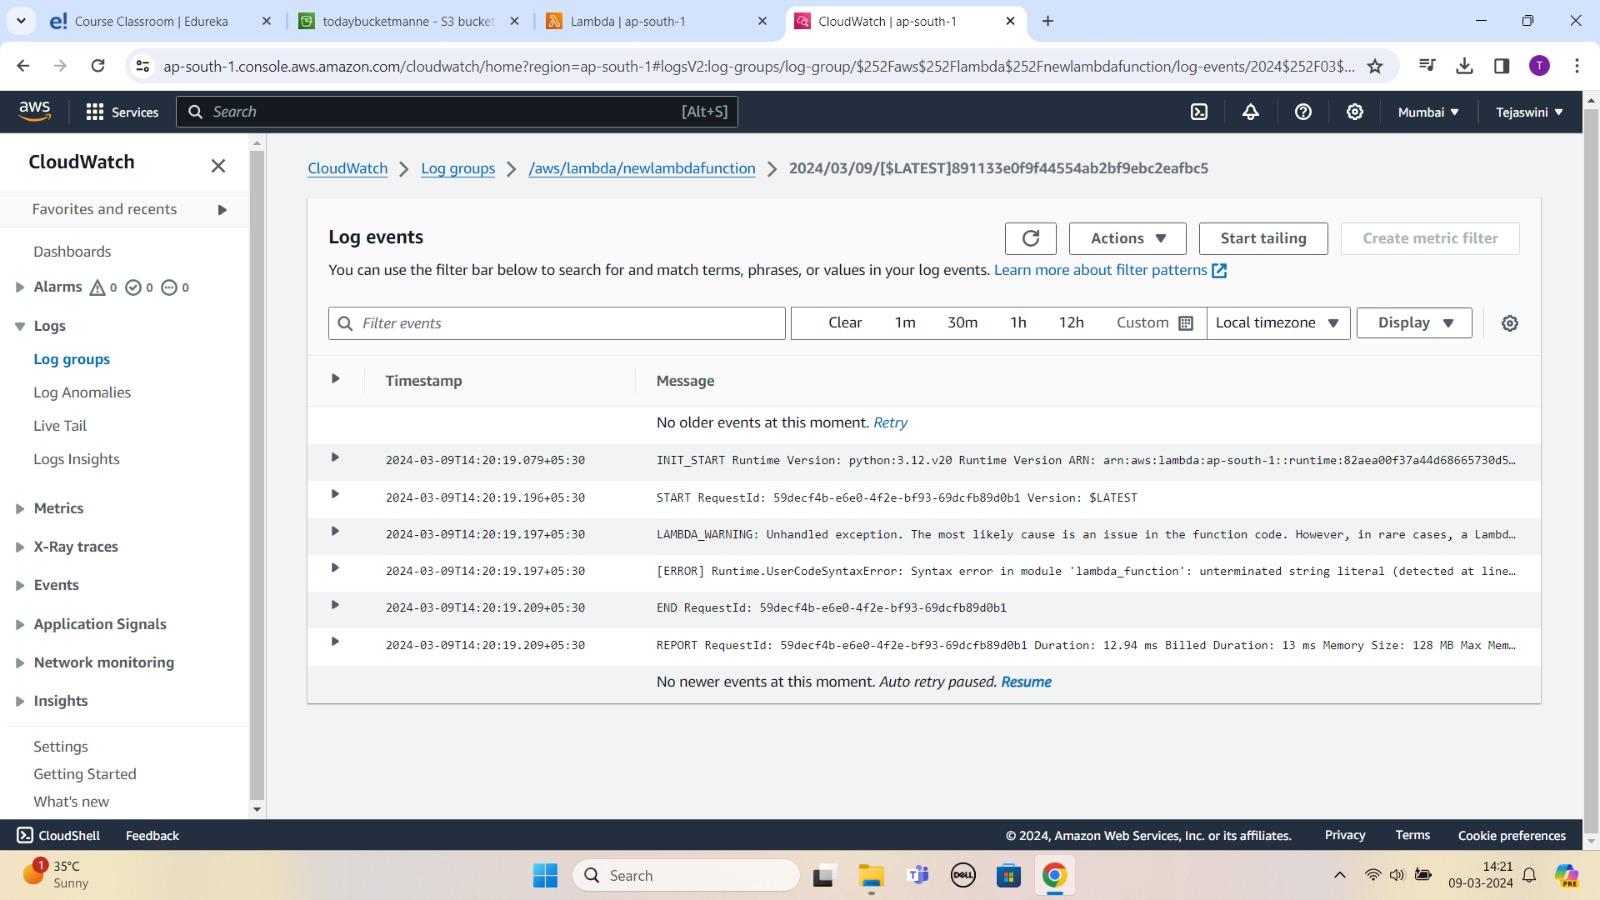 Course Classroom | Edureka
todaybucketmanne - S3 bucket
Lambda | ap-south-1
CloudWatch | ap-south-1
ap-south-1.console.aws.amazon.com/cloudwatch/home?region=ap-south-1#logsV2:log-groups/log-group/$252Faws$252Flambda$252Fnewlambdafunction/log-events/2024$252F03$...
T
aws
Services
Search
[Alt+S]
Mumbai
Tejaswini
CloudWatch
Favorites and recents
Dashboards
Alarms 0 0 0
Logs
Log groups
Log Anomalies
Live Tail
Logs Insights
Metrics
X-Ray traces
Events
Application Signals
Network monitoring
Insights
Settings
Getting Started
What's new
CloudWatch
Log groups
/aws/lambda/newlambdafunction
2024/03/09/[$LATEST]891133e0f9f44554ab2bf9ebc2eafbc5
Log events
Actions
Start tailing
Create metric filter
You can use the filter bar below to search for and match terms, phrases, or values in your log events. Learn more about filter patterns
Filter events
Clear 1m 30m 1h 12h Custom
Local timezone
Display
Timestamp Message
No older events at this moment. Retry
2024-03-09T14:20:19.079+05:30 INIT_START Runtime Version: python:3.12.v20 Runtime Version ARN: arn:aws:lambda:ap-south-1::runtime:82aea00f37a44d68665730d5…
2024-03-09T14:20:19.196+05:30 START RequestId: 59decf4b-e6e0-4f2e-bf93-69dcfb89d0b1 Version: $LATEST
2024-03-09T14:20:19.197+05:30 LAMBDA_WARNING: Unhandled exception. The most likely cause is an issue in the function code. However, in rare cases, a Lambd…
2024-03-09T14:20:19.197+05:30 [ERROR] Runtime.UserCodeSyntaxError: Syntax error in module 'lambda_function': unterminated string literal (detected at line…
2024-03-09T14:20:19.209+05:30 END RequestId: 59decf4b-e6e0-4f2e-bf93-69dcfb89d0b1
2024-03-09T14:20:19.209+05:30 REPORT RequestId: 59decf4b-e6e0-4f2e-bf93-69dcfb89d0b1 Duration: 12.94 ms Billed Duration: 13 ms Memory Size: 128 MB Max Mem…
No newer events at this moment. Auto retry paused. Resume
CloudShell
Feedback
© 2024, Amazon Web Services, Inc. or its affiliates.
Privacy
Terms
Cookie preferences
1
35°C
Sunny
Search
DELL
14:21
09-03-2024
PRE